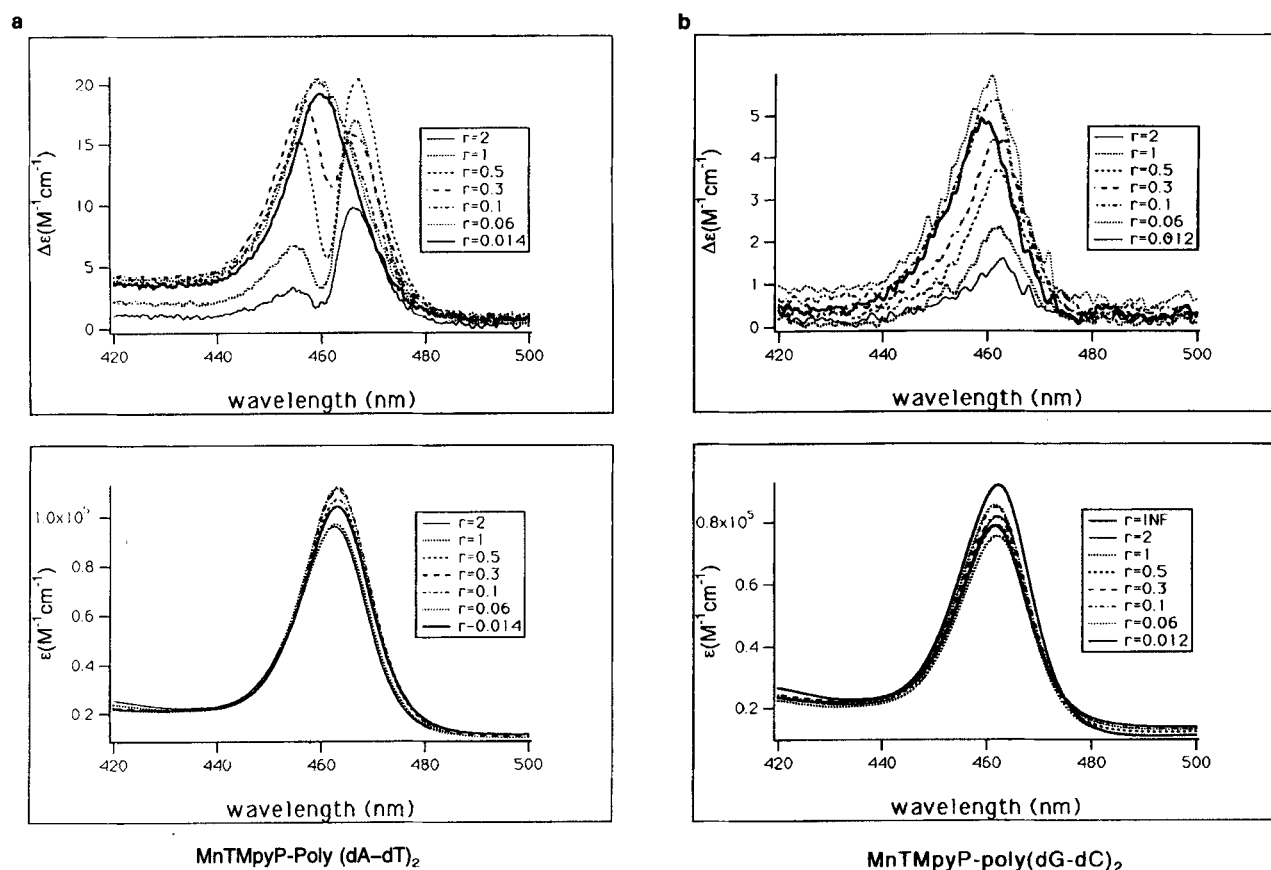 a
20
15
10
5
0
Δε(M⁻¹cm⁻¹)
420
440
460
480
500
wavelength (nm)
r=2
r=1
r=0.5
r=0.3
r=0.1
r=0.06
r=0.014
b
5
4
3
2
1
0
Δε(M⁻¹cm⁻¹)
420
440
460
480
500
wavelength (nm)
r=2
r=1
r=0.5
r=0.3
r=0.1
r=0.06
r=0.012
1.0x10⁵
0.8
0.6
0.4
0.2
ε(M⁻¹cm⁻¹)
420
440
460
480
500
wavelength (nm)
r=2
r=1
r=0.5
r=0.3
r=0.1
r=0.06
r-0.014
MnTMpyP-Poly (dA–dT)₂
0.8x10⁵
0.6
0.4
0.2
ε(M⁻¹cm⁻¹)
420
440
460
480
500
wavelength (nm)
r=INF
r=2
r=1
r=0.5
r=0.3
r=0.1
r=0.06
r=0.012
MnTMpyP-poly(dG-dC)₂